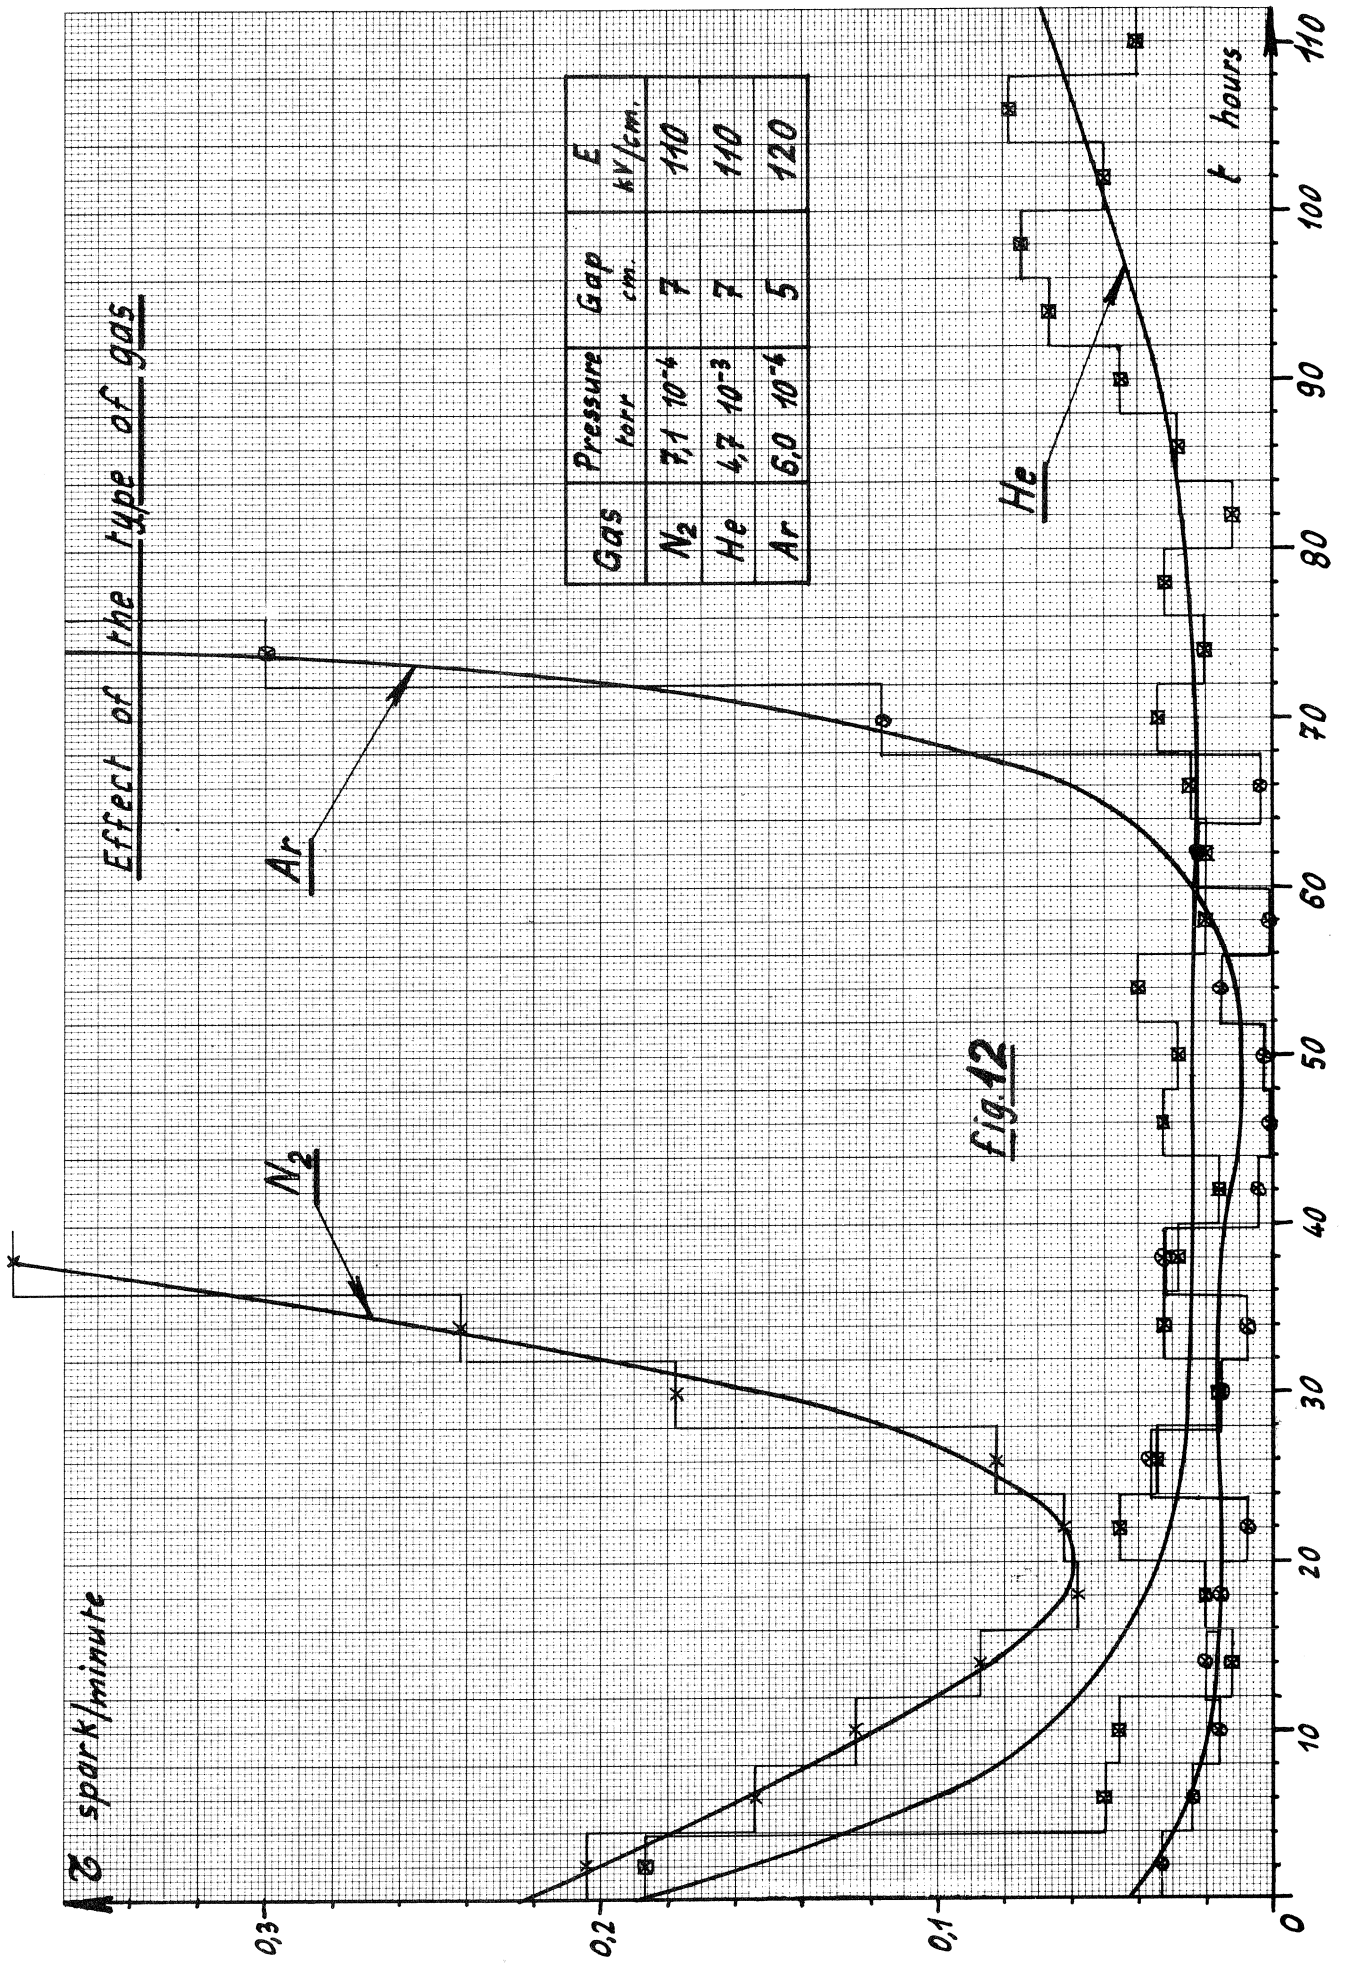 Effect of the type of gas
τ spark/minute
0,3
0,2
0,1
0
10
20
30
40
50
60
70
80
90
100
110
t hours
N₂
Ar
He
Gas Pressure torr Gap cm. E kV/cm.
N₂ 7,1 10⁻⁴ 7 110
He 4,7 10⁻³ 7 110
Ar 6,0 10⁻⁴ 5 120
fig.12